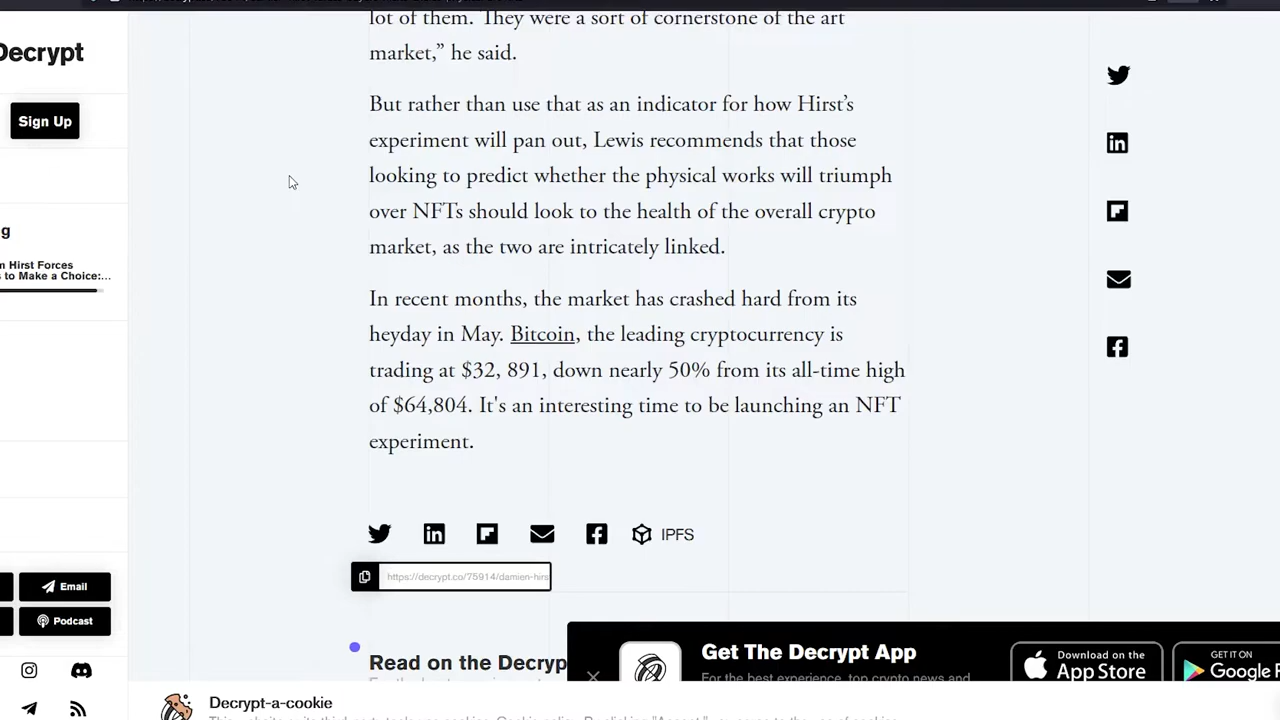 lot of them. They were a sort of cornerstone of the art
market,” he said.
But rather than use that as an indicator for how Hirst’s
experiment will pan out, Lewis recommends that those
looking to predict whether the physical works will triumph
over NFTs should look to the health of the overall crypto
market, as the two are intricately linked.
In recent months, the market has crashed hard from its
heyday in May. Bitcoin, the leading cryptocurrency is
trading at $32, 891, down nearly 50% from its all-time high
of $64,804. It's an interesting time to be launching an NFT
experiment.
IPFS
https://decrypt.co/75914/damien-hirs
Read on the Decryp
Decrypt
Sign Up
g
Hirst Forces
s to Make a Choice:...
Email
Podcast
Get The Decrypt App
For the best experience, top crypto news and
Download on the
App Store
GET IT ON
Google
Decrypt-a-cookie